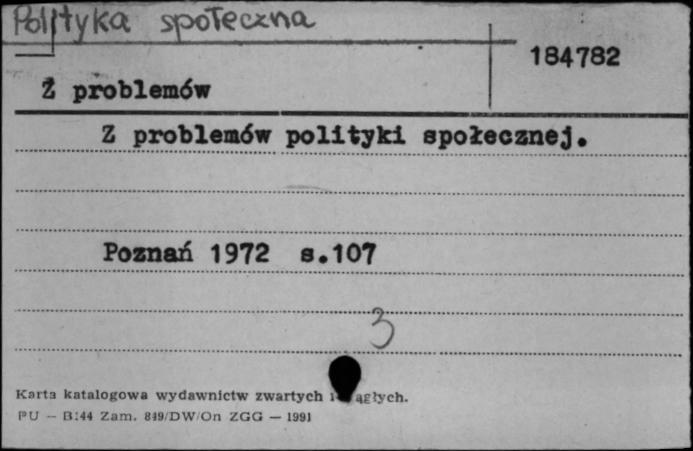 Polityka społeczna
184782
Z problemów
Z problemów polityki społecznej.
Poznań 1972 s.107
3
Karta katalogowa wydawnictw zwartych i
PU — B:44 Zam. 849/DW/On ZGG — 1991